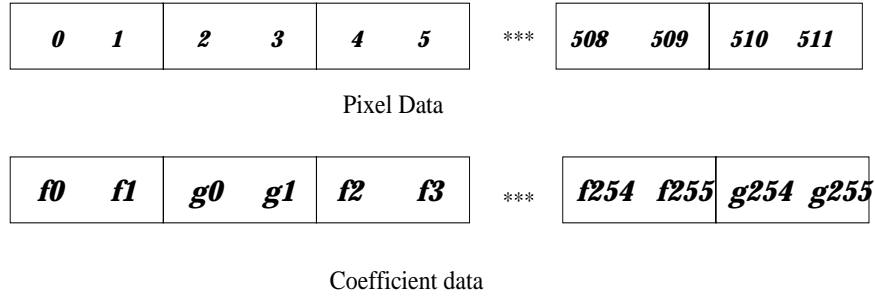 0 1 2 3 4 5 *** 508 509 510 511
Pixel Data
f0 f1 g0 g1 f2 f3 *** f254 f255 g254 g255
Coefficient data